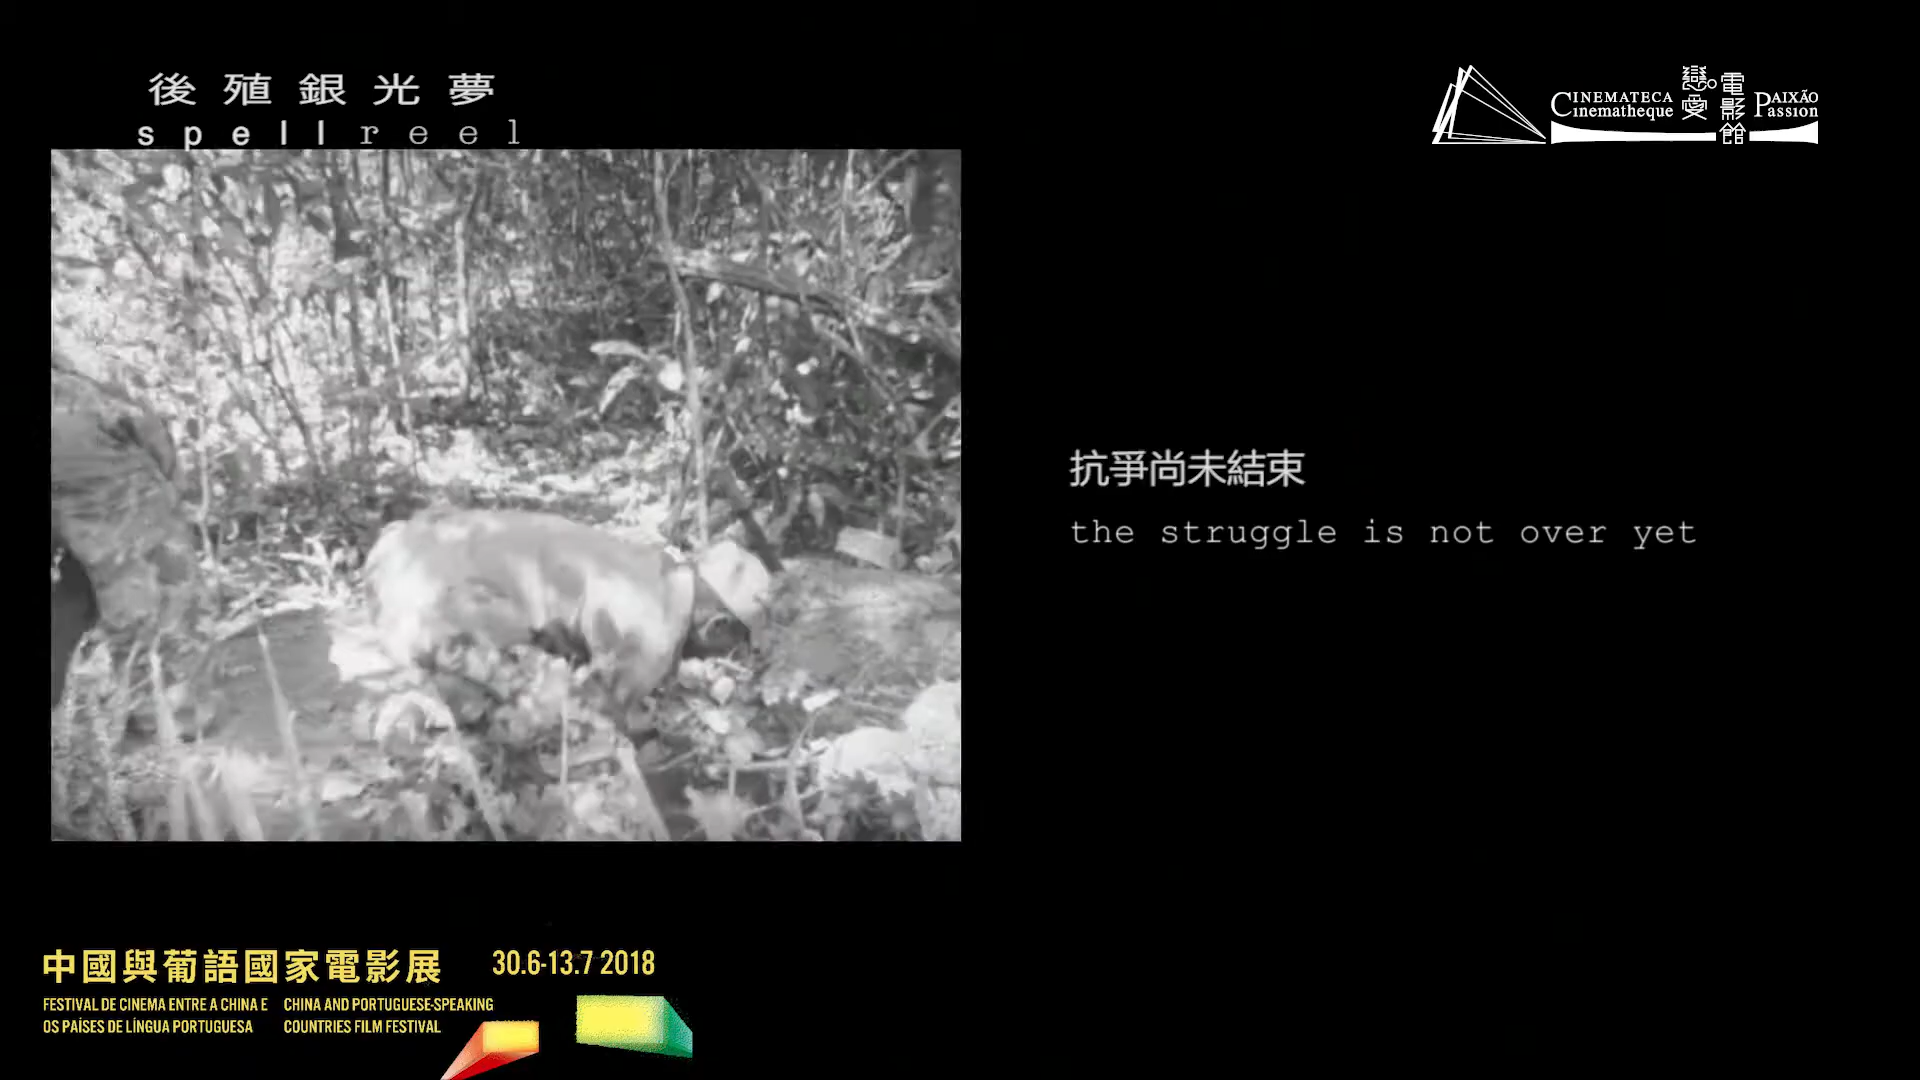 後殖銀光夢
spell reel
CINEMATECA
Cinematheque
戀愛。電影館
PAIXÃO
Passion
抗爭尚未結束
the struggle is not over yet
中國與葡語國家電影展
30.6-13.7 2018
FESTIVAL DE CINEMA ENTRE A CHINA E
OS PAÍSES DE LÍNGUA PORTUGUESA
CHINA AND PORTUGUESE-SPEAKING
COUNTRIES FILM FESTIVAL